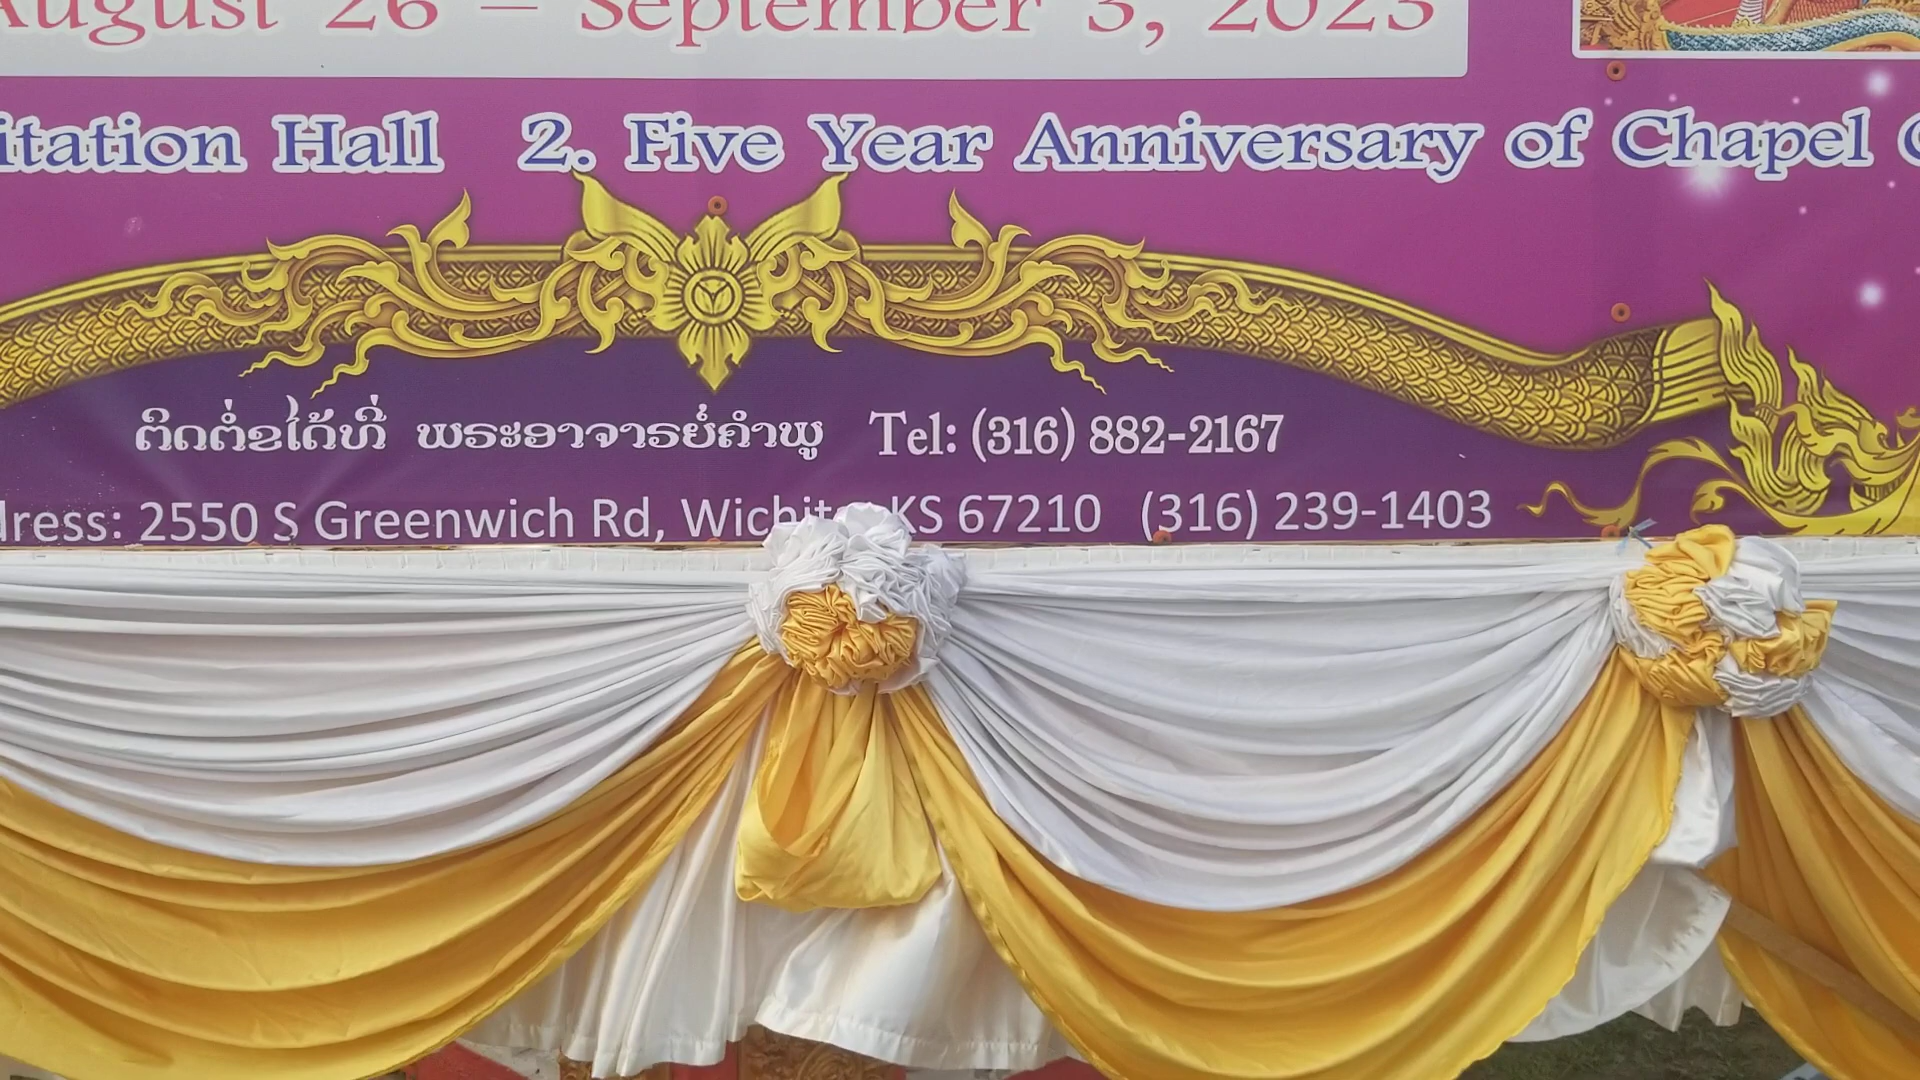 August 26 – September 3, 2023
itation Hall 2. Five Year Anniversary of Chapel
ຕິດຕໍ່ຂໄດ້ທີ່ ພຣະອາຈາຣຍ໌ຄຳພູ Tel: (316) 882-2167
dress: 2550 S Greenwich Rd, Wichita KS 67210 (316) 239-1403